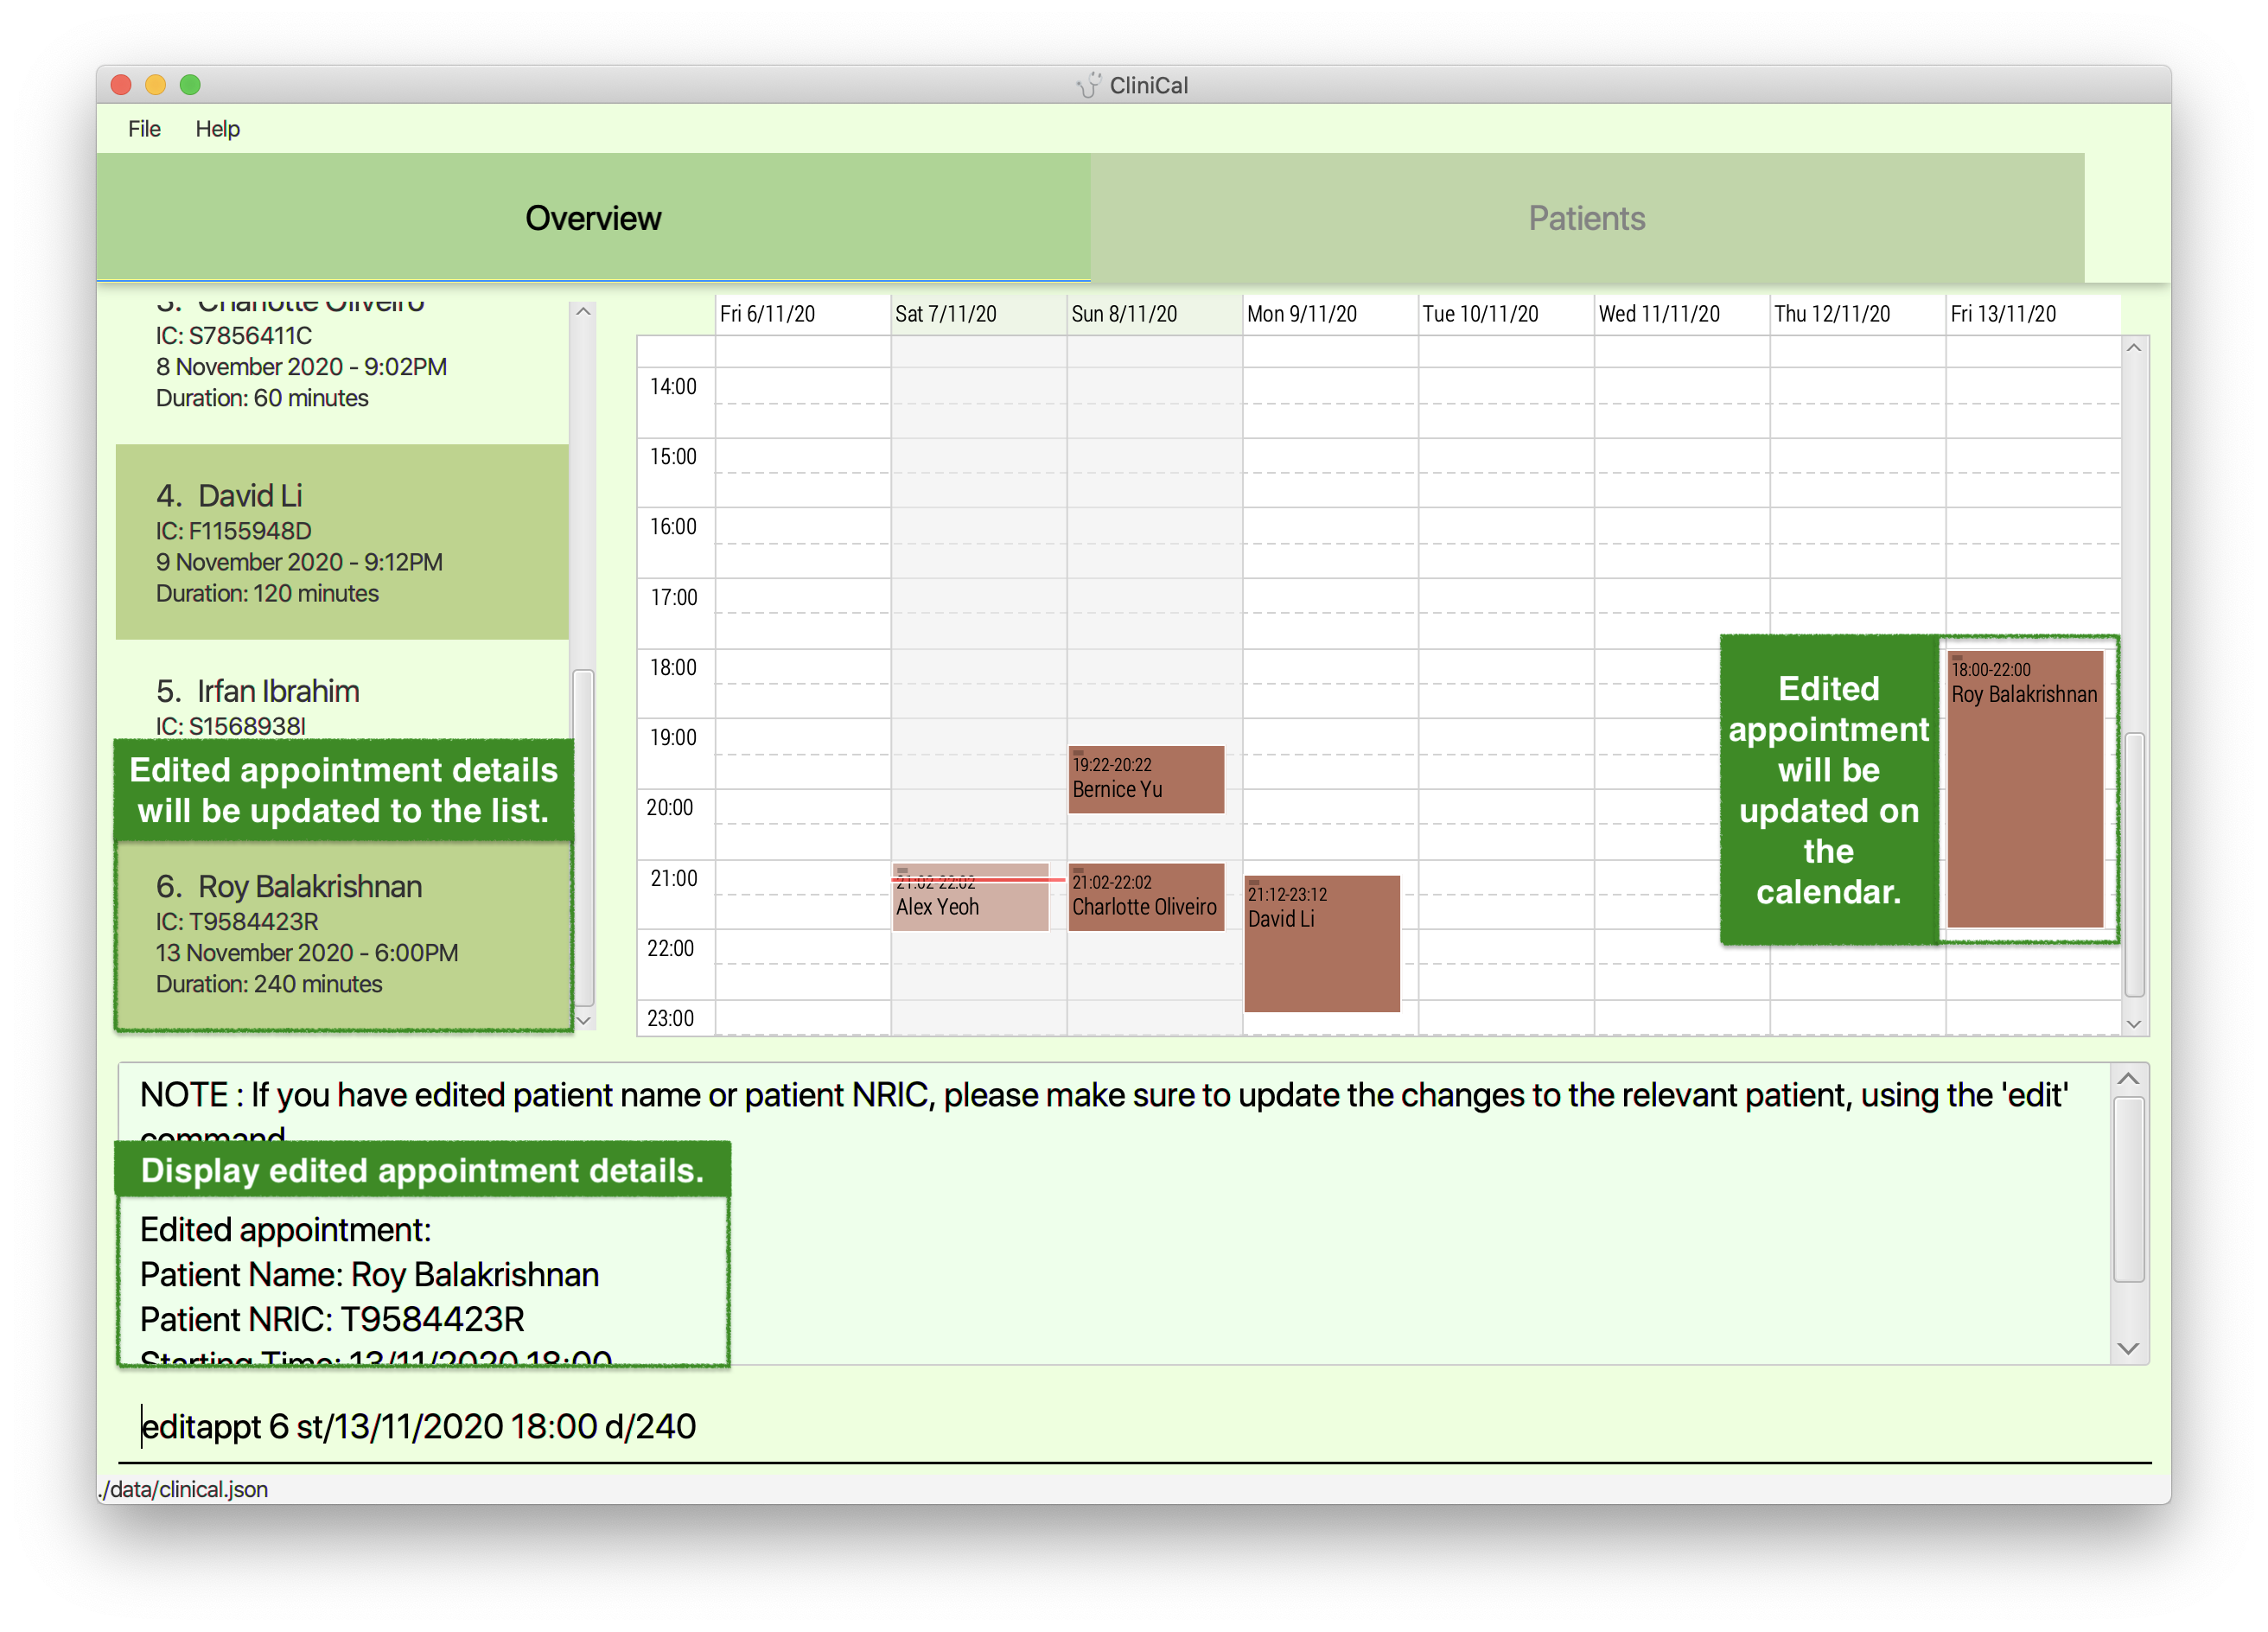 CliniCal
File Help
Overview Patients
3. Charlotte Oliveiro
IC: S7856411C
8 November 2020 - 9:02PM
Duration: 60 minutes
4. David Li
IC: F1155948D
9 November 2020 - 9:12PM
Duration: 120 minutes
5. Irfan Ibrahim
IC: S1568938I
Edited appointment details
will be updated to the list.
6. Roy Balakrishnan
IC: T9584423R
13 November 2020 - 6:00PM
Duration: 240 minutes
Fri 6/11/20 Sat 7/11/20 Sun 8/11/20 Mon 9/11/20 Tue 10/11/20 Wed 11/11/20 Thu 12/11/20 Fri 13/11/20
14:00
15:00
16:00
17:00
18:00
19:00
20:00
21:00
22:00
23:00
21:02-22:02
Alex Yeoh
19:22-20:22
Bernice Yu
21:02-22:02
Charlotte Oliveiro
21:12-23:12
David Li
Edited
appointment
will be
updated on
the
calendar.
18:00-22:00
Roy Balakrishnan
NOTE : If you have edited patient name or patient NRIC, please make sure to update the changes to the relevant patient, using the 'edit'
command
Display edited appointment details.
Edited appointment:
Patient Name: Roy Balakrishnan
Patient NRIC: T9584423R
Starting Time: 13/11/2020 18:00
editappt 6 st/13/11/2020 18:00 d/240
./data/clinical.json